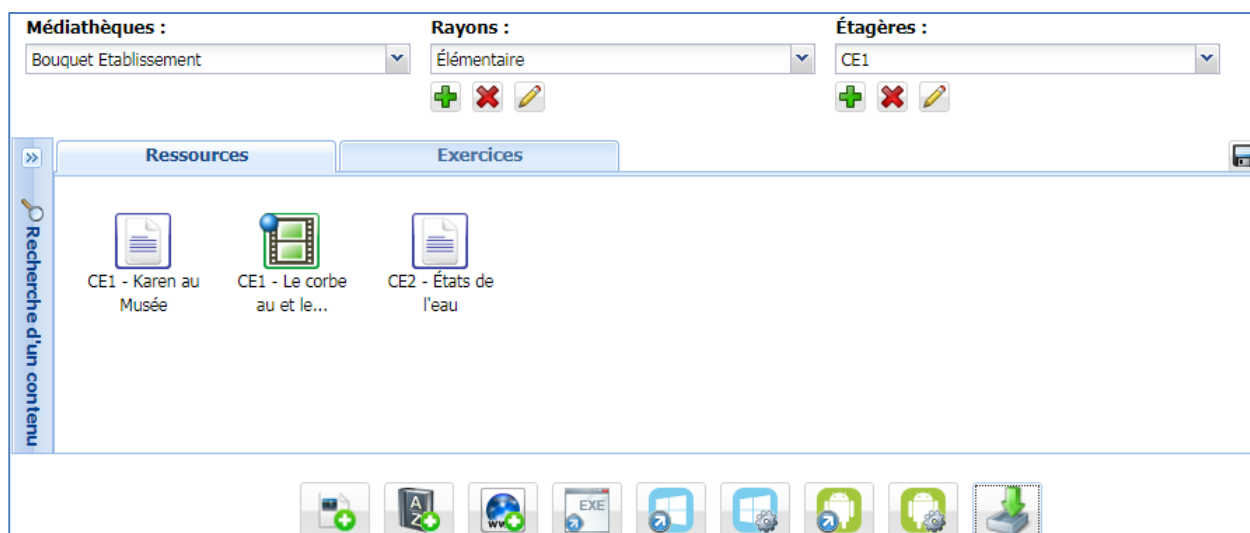 Médiathèques :
Rayons :
Étagères :
Bouquet Etablissement
Élémentaire
CE1
Ressources
Exercices
Recherche d'un contenu
CE1 - Karen au
Musée
CE1 - Le corbe
au et le...
CE2 - États de
l'eau
A
Z
WW
EXE